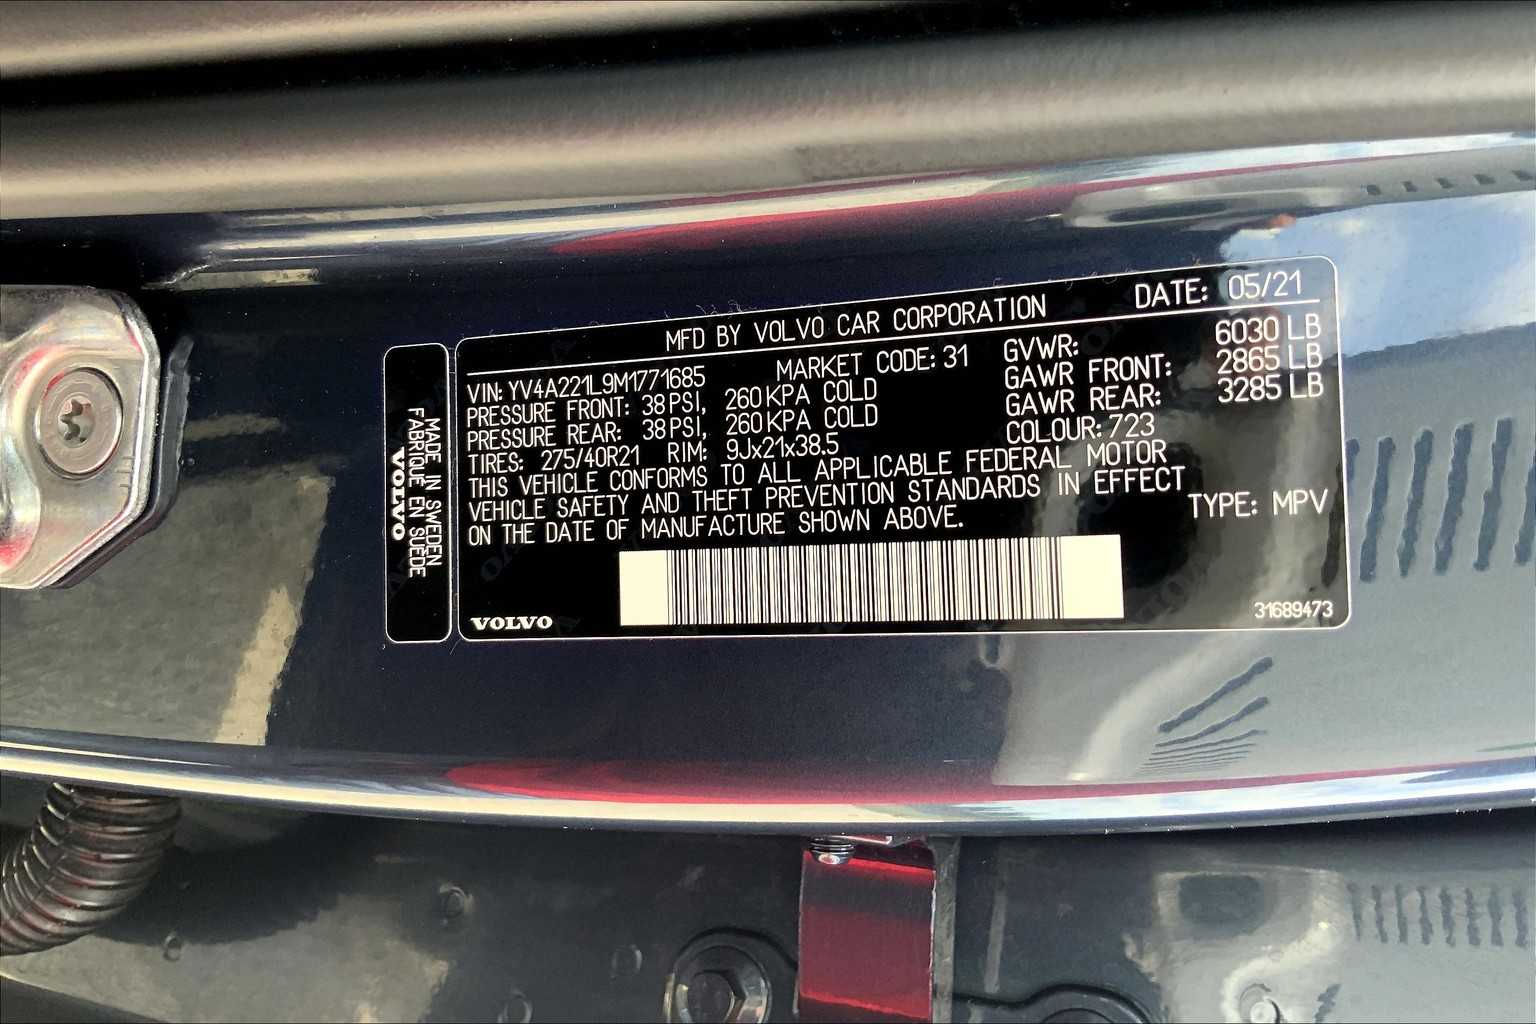 MADE IN SWEDEN
FABRIQUE EN SUEDE
VOLVO
MFD BY VOLVO CAR CORPORATION DATE: 05/21
VIN: YV4A221L9M1771685 MARKET CODE: 31 GVWR: 6030 LB
PRESSURE FRONT: 38 PSI, 260 KPA COLD GAWR FRONT: 2865 LB
PRESSURE REAR: 38 PSI, 260 KPA COLD GAWR REAR: 3285 LB
TIRES: 275/40R21 RIM: 9Jx21x38.5 COLOUR: 723
THIS VEHICLE CONFORMS TO ALL APPLICABLE FEDERAL MOTOR
VEHICLE SAFETY AND THEFT PREVENTION STANDARDS IN EFFECT
ON THE DATE OF MANUFACTURE SHOWN ABOVE. TYPE: MPV
VOLVO 31689473